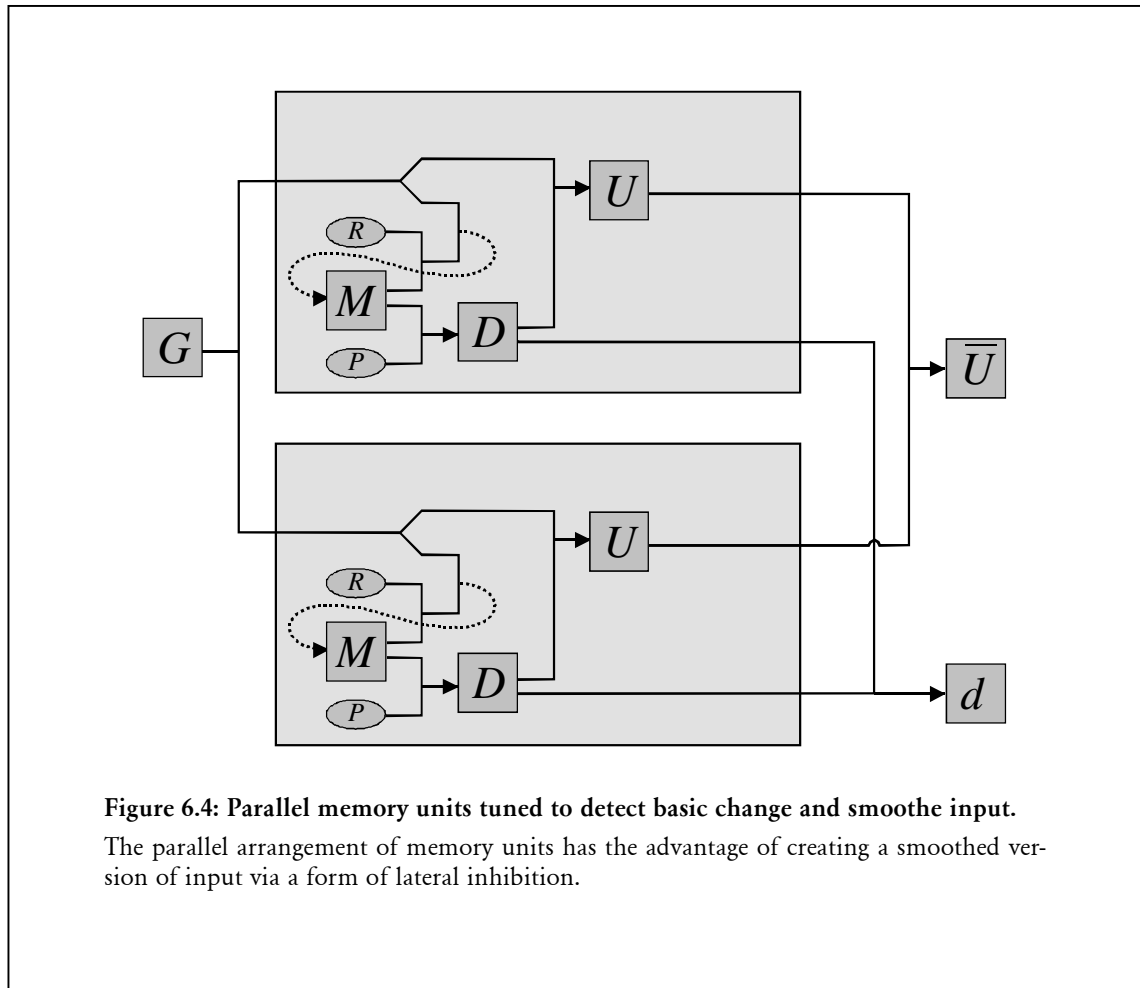 U
R
M
D
P
G
U̅
U
R
M
D
P
d
Figure 6.4: Parallel memory units tuned to detect basic change and smoothe input.
The parallel arrangement of memory units has the advantage of creating a smoothed ver-
sion of input via a form of lateral inhibition.